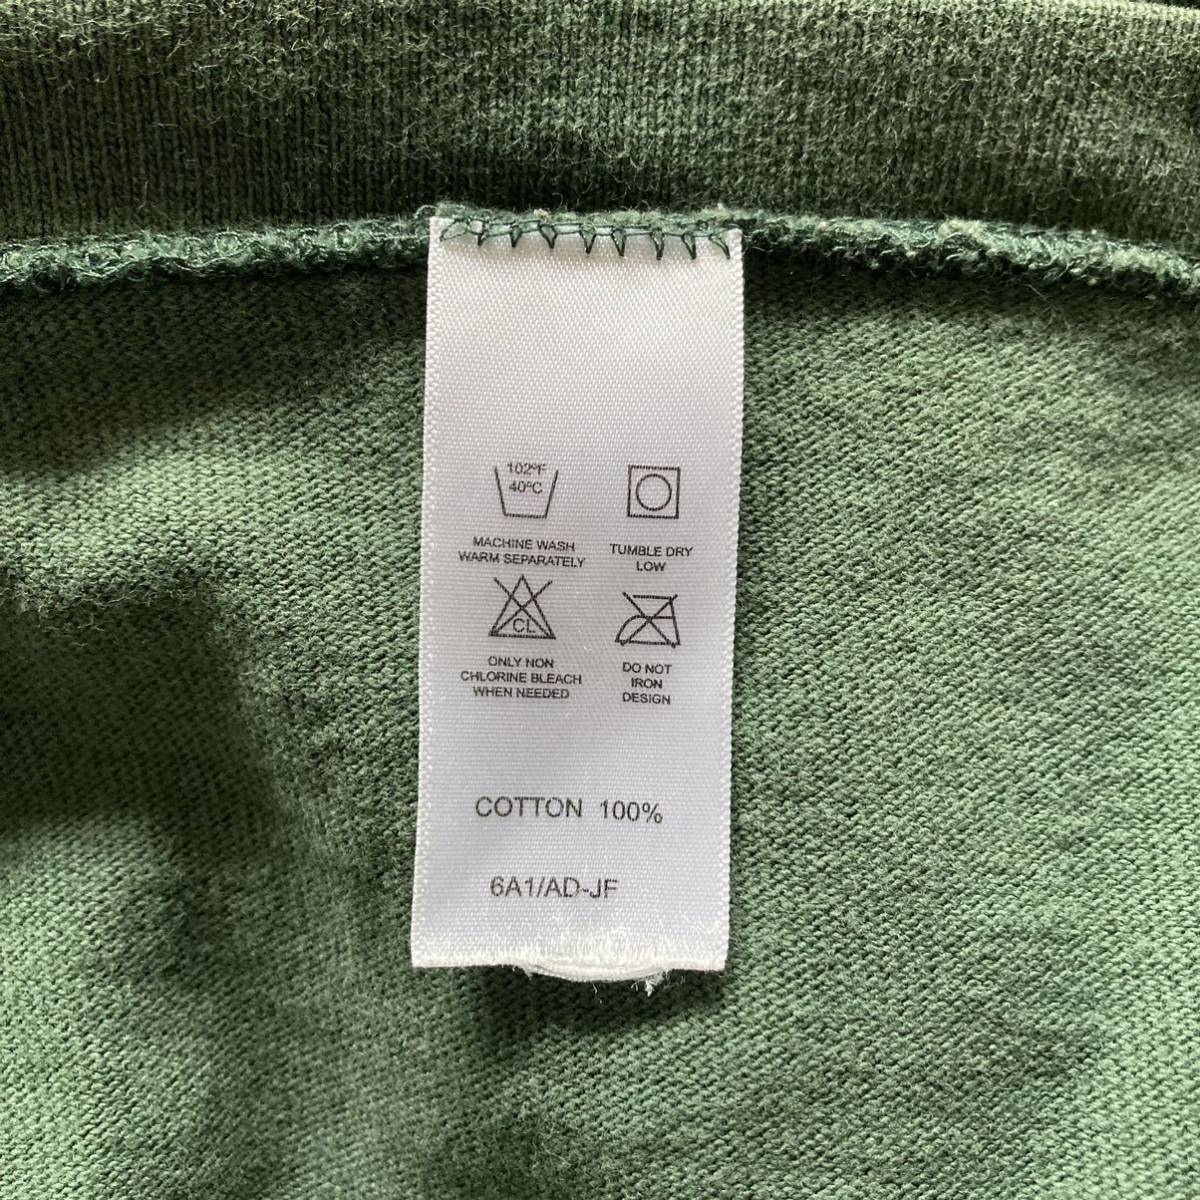 102°F
40°C
MACHINE WASH
WARM SEPARATELY
TUMBLE DRY
LOW
CL
ONLY NON
CHLORINE BLEACH
WHEN NEEDED
DO NOT
IRON
DESIGN
COTTON 100%
6A1/AD-JF